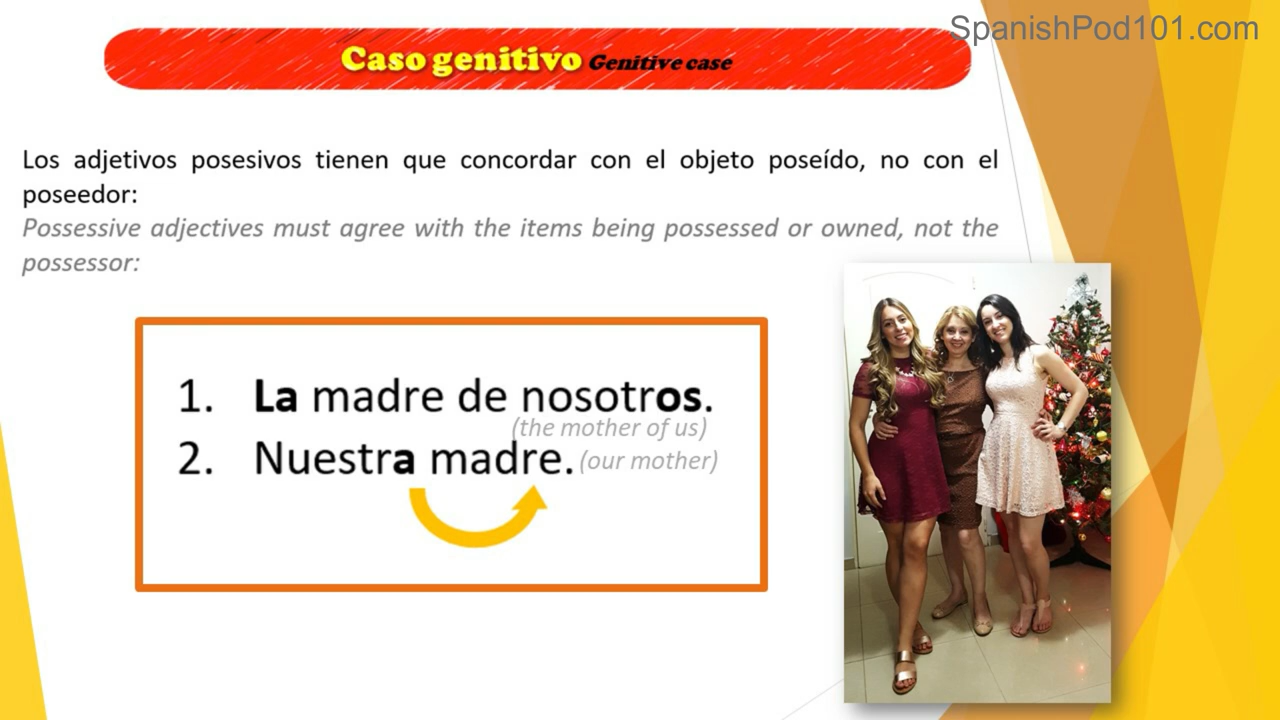 SpanishPod101.com
Caso genitivo Genitive case
Los adjetivos posesivos tienen que concordar con el objeto poseído, no con el
poseedor:
Possessive adjectives must agree with the items being possessed or owned, not the
possessor:
1. La madre de nosotros.
(the mother of us)
2. Nuestra madre. (our mother)